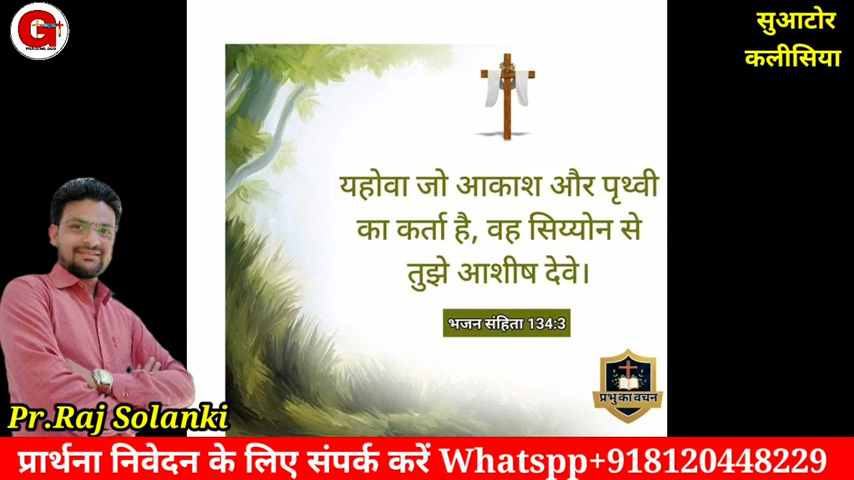 सुआटोर
कलीसिया
यहोवा जो आकाश और पृथ्वी
का कर्ता है, वह सिय्योन से
तुझे आशीष देवे।
भजन संहिता 134:3
प्रभु का वचन
Pr.Raj Solanki
प्रार्थना निवेदन के लिए संपर्क करें Whatspp+918120448229